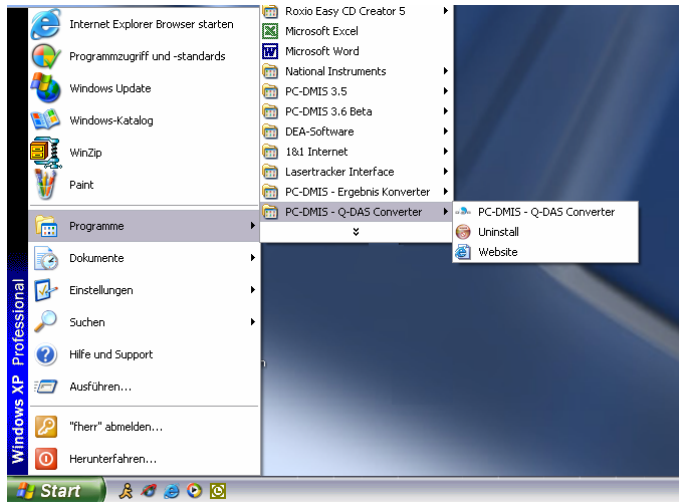 Internet Explorer Browser starten
Programmzugriff und -standards
Windows Update
Windows-Katalog
WinZip
Paint
Programme
Dokumente
Einstellungen
Suchen
Hilfe und Support
Ausführen...
"fherr" abmelden...
Herunterfahren...
Windows XP Professional
Roxio Easy CD Creator 5
Microsoft Excel
Microsoft Word
National Instruments
PC-DMIS 3.5
PC-DMIS 3.6 Beta
DEA-Software
1&1 Internet
Lasertracker Interface
PC-DMIS - Ergebnis Konverter
PC-DMIS - Q-DAS Converter
PC-DMIS - Q-DAS Converter
Uninstall
Website
Start